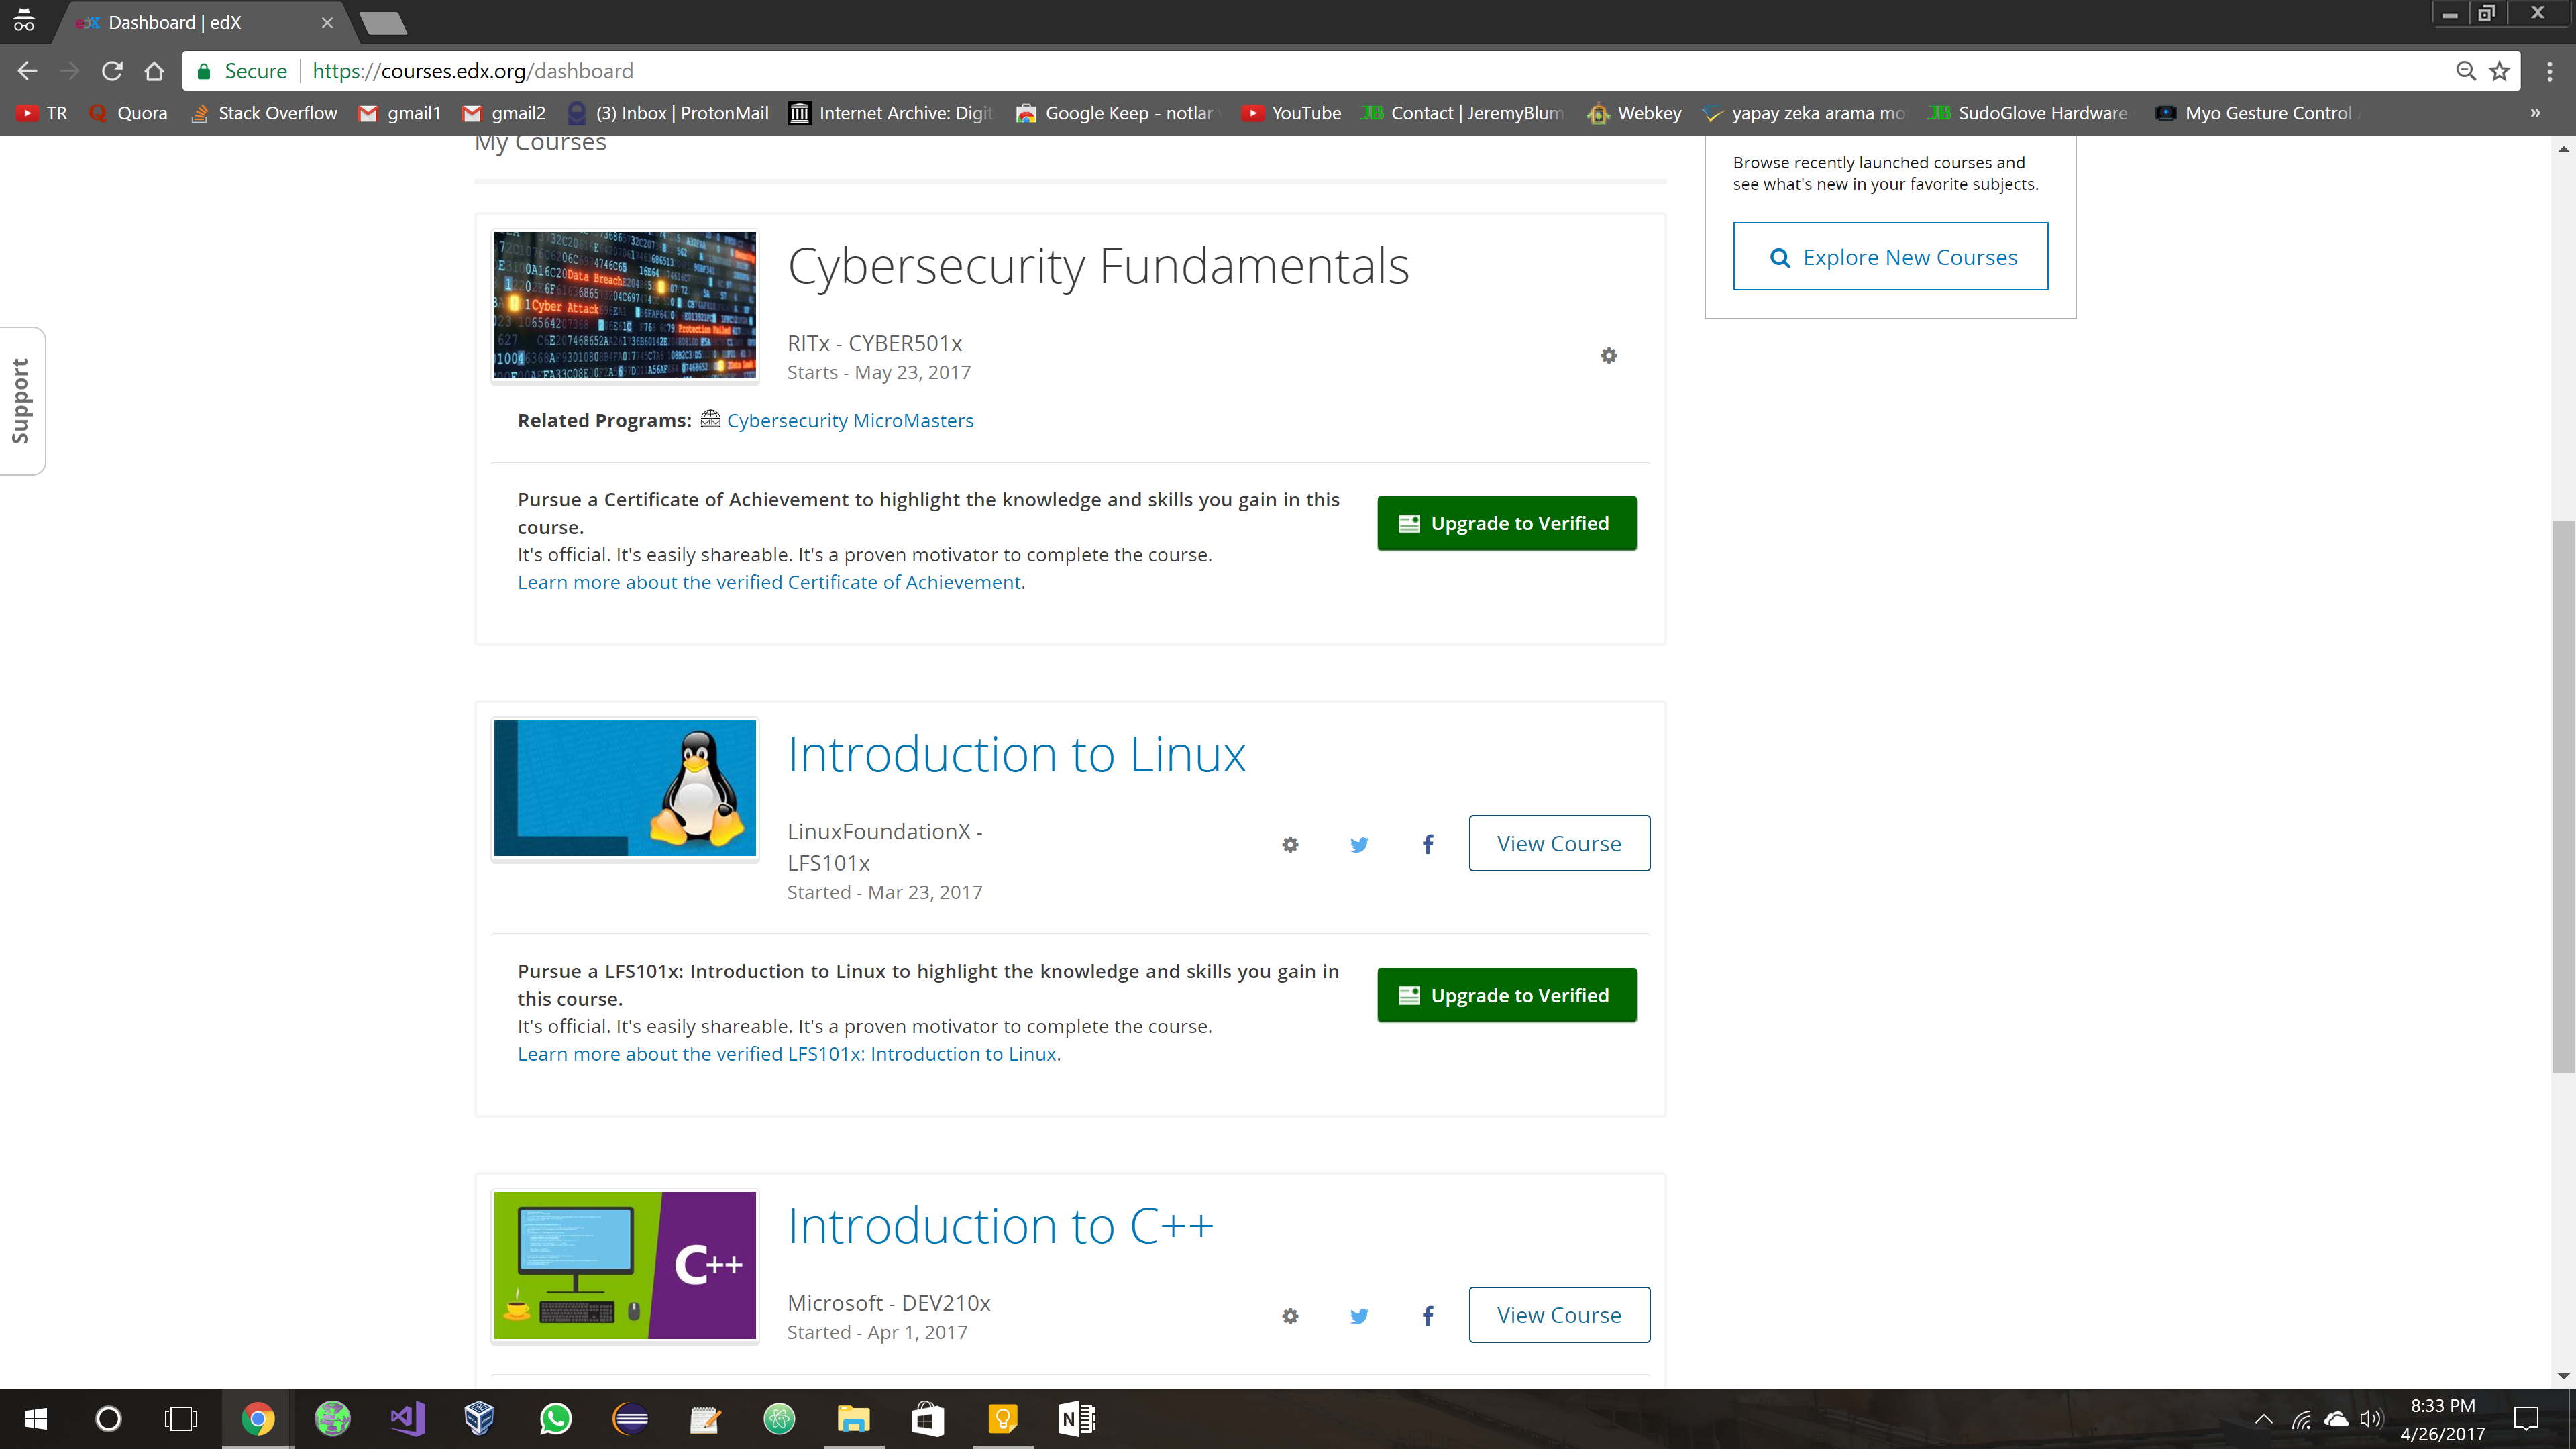 Dashboard | edX
Secure
https://courses.edx.org/dashboard
TR
Quora
Stack Overflow
gmail1
gmail2
(3) Inbox | ProtonMail
Internet Archive: Digit
Google Keep - notlar
YouTube
Contact | JeremyBlum
Webkey
yapay zeka arama mo
SudoGlove Hardware
Myo Gesture Control
»
My Courses
Browse recently launched courses and
see what's new in your favorite subjects.
Explore New Courses
Support
Data Breach
Cyber Attack
Protection Failed
Cybersecurity Fundamentals
RITx - CYBER501x
Starts - May 23, 2017
Related Programs: Cybersecurity MicroMasters
Pursue a Certificate of Achievement to highlight the knowledge and skills you gain in this
course.
It's official. It's easily shareable. It's a proven motivator to complete the course.
Learn more about the verified Certificate of Achievement.
Upgrade to Verified
Introduction to Linux
LinuxFoundationX -
LFS101x
Started - Mar 23, 2017
View Course
Pursue a LFS101x: Introduction to Linux to highlight the knowledge and skills you gain in
this course.
It's official. It's easily shareable. It's a proven motivator to complete the course.
Learn more about the verified LFS101x: Introduction to Linux.
Upgrade to Verified
C++
Introduction to C++
Microsoft - DEV210x
Started - Apr 1, 2017
View Course
8:33 PM
4/26/2017